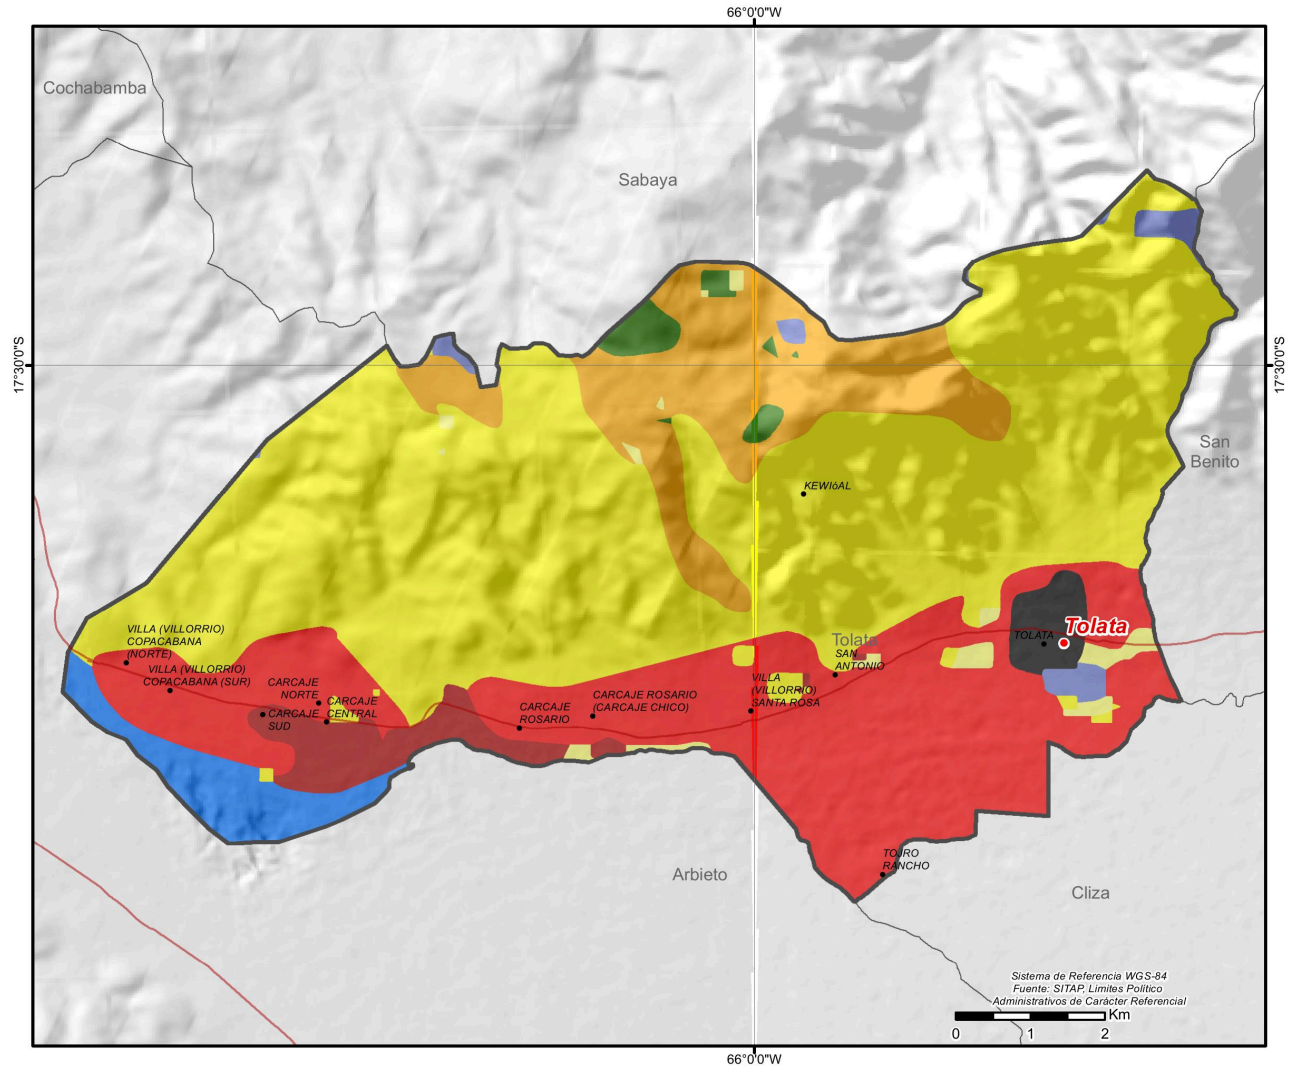 66°0'0"W
Cochabamba
Sabaya
17°30'0"S
17°30'0"S
San
Benito
KEWIóAL
VILLA (VILLORRIO)
COPACABANA
(NORTE)
VILLA (VILLORRIO)
COPACABANA (SUR)
CARCAJE
NORTE
CARCAJE
CENTRAL
CARCAJE
SUD
CARCAJE
ROSARIO
CARCAJE ROSARIO
(CARCAJE CHICO)
VILLA
(VILLORRIO)
SANTA ROSA
Tolata
SAN
ANTONIO
TOLATA
Tolata
TOJRO
RANCHO
Arbieto
Cliza
Sistema de Referencia WGS-84
Fuente: SITAP, Limites Politico
Administrativos de Carácter Referencial
Km
0 1 2
66°0'0"W